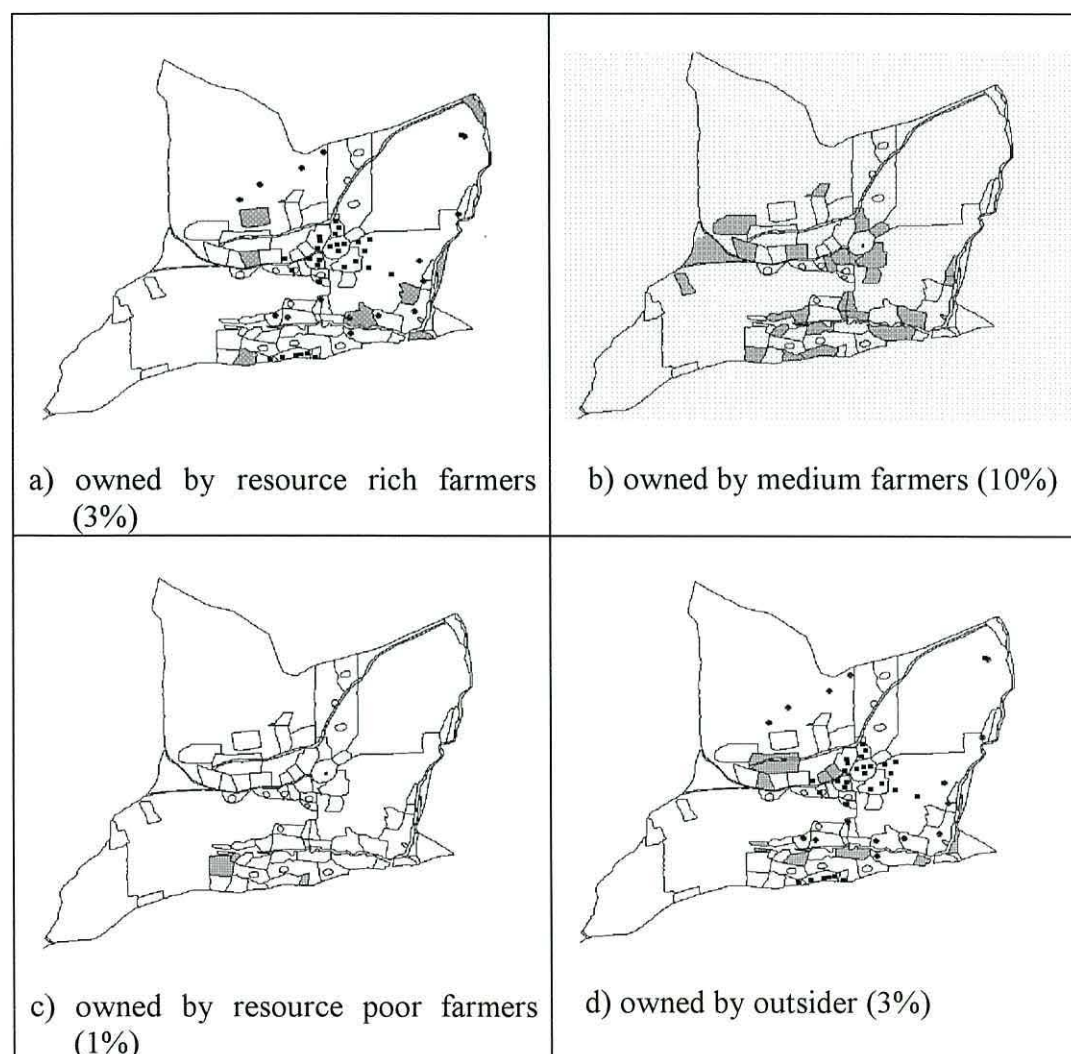 a) owned by resource rich farmers
(3%)
b) owned by medium farmers (10%)
c) owned by resource poor farmers
(1%)
d) owned by outsider (3%)